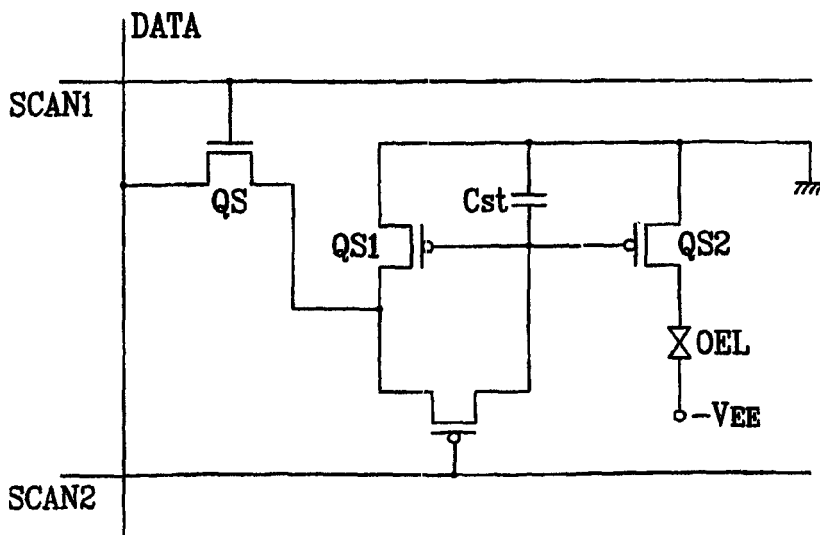 DATA
SCAN1
QS
Cst
QS1
QS2
OEL
-VEE
SCAN2